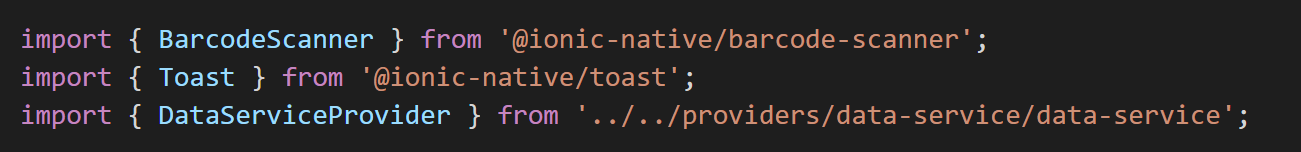 import { BarcodeScanner } from '@ionic-native/barcode-scanner';
import { Toast } from '@ionic-native/toast';
import { DataServiceProvider } from '../../providers/data-service/data-service';